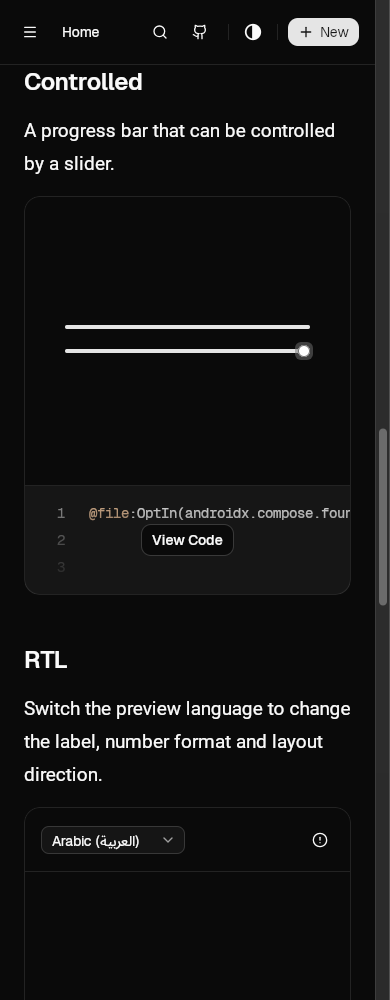 Home
New
Controlled
A progress bar that can be controlled
by a slider.
1 @file:OptIn(androidx.compose.foun
2
View Code
3
RTL
Switch the preview language to change
the label, number format and layout
direction.
Arabic (العربية)